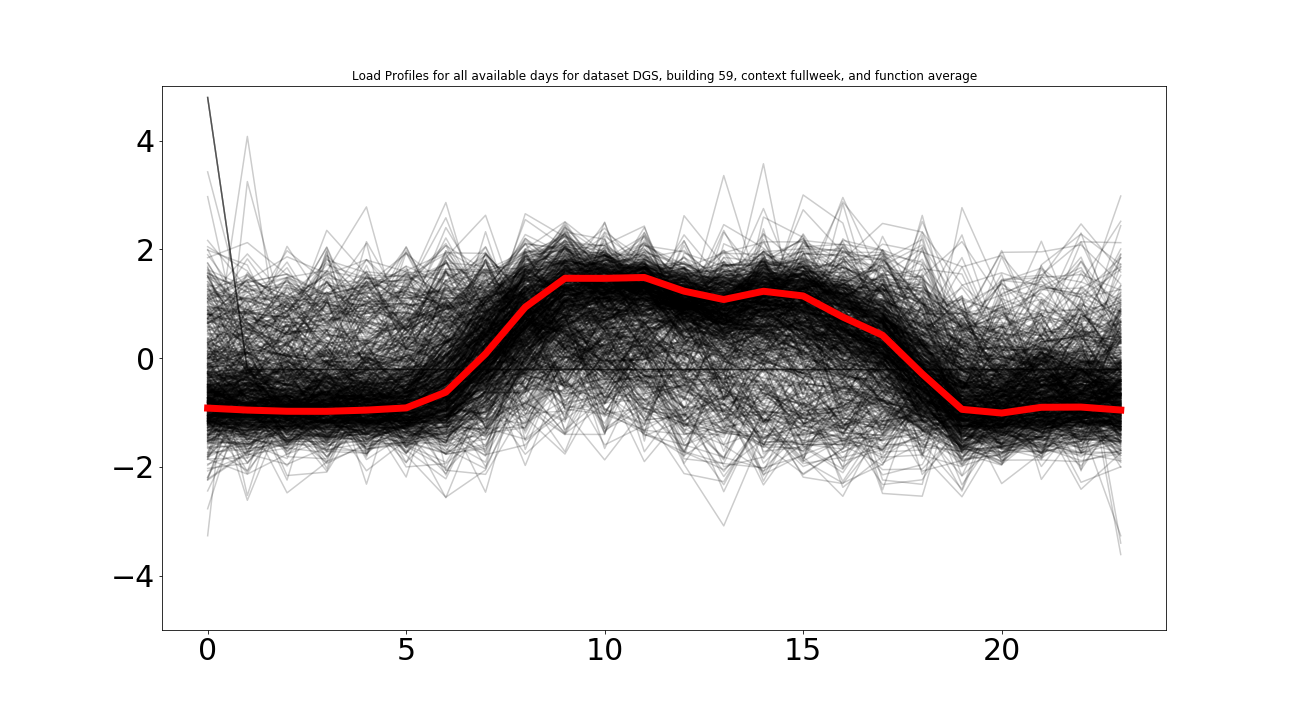 Load Profiles for all available days for dataset DGS, building 59, context fullweek, and function average
4
2
0
−2
−4
0 5 10 15 20